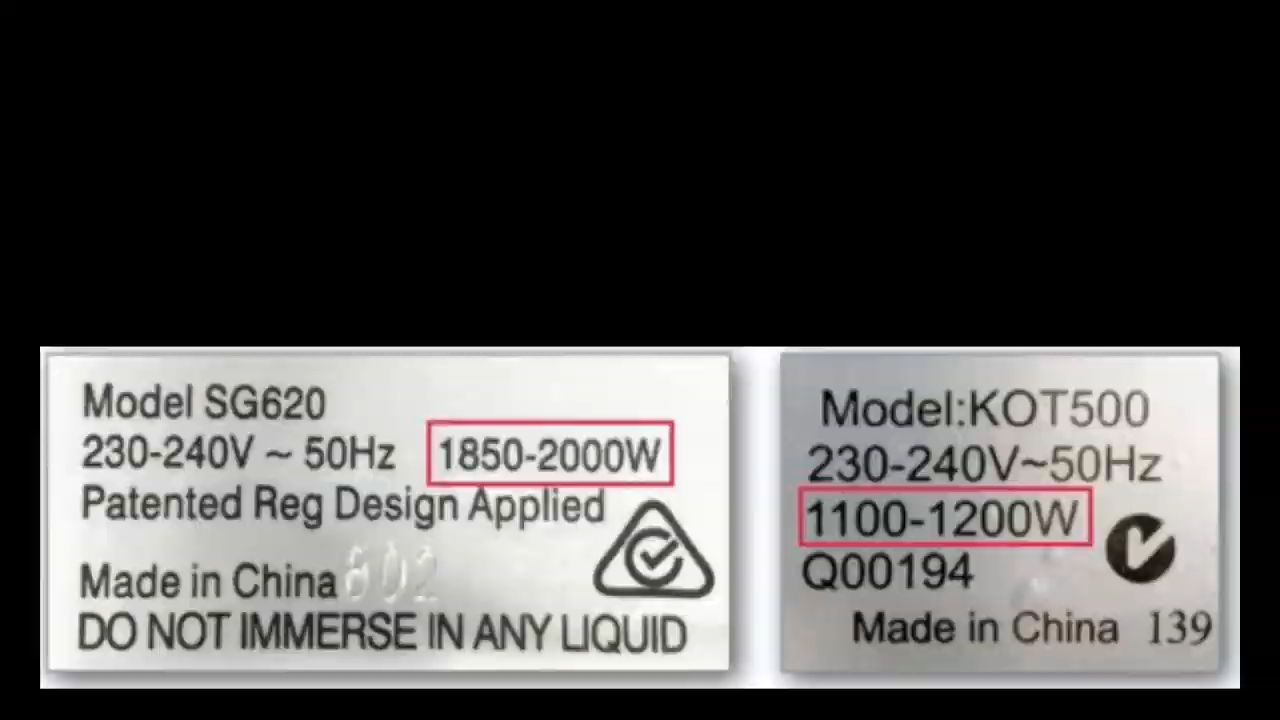 Model SG620
230-240V ~ 50Hz 1850-2000W
Patented Reg Design Applied
Made in China 602
DO NOT IMMERSE IN ANY LIQUID
Model:KOT500
230-240V~50Hz
1100-1200W
Q00194
Made in China 139